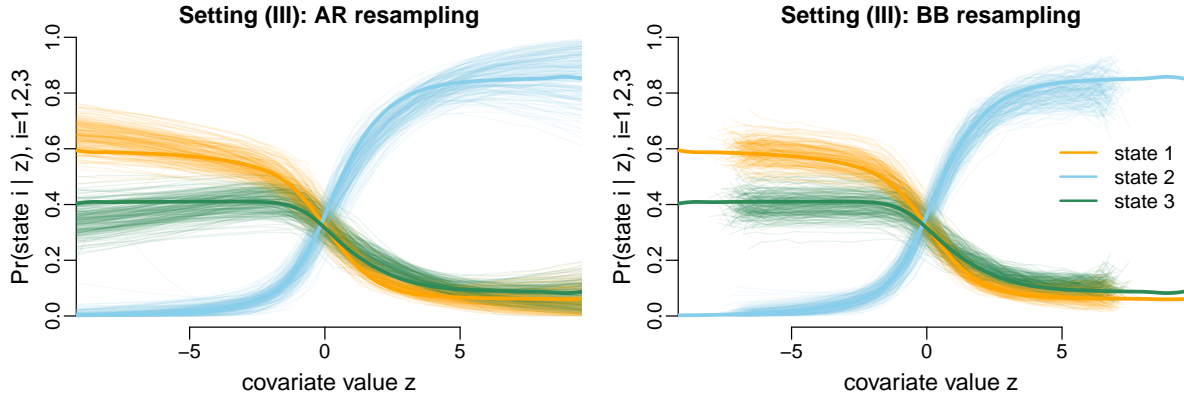 Setting (III): AR resampling
Pr(state i | z), i=1,2,3
1.0
0.8
0.6
0.4
0.2
0.0
−5 0 5
covariate value z
Setting (III): BB resampling
Pr(state i | z), i=1,2,3
1.0
0.8
0.6
0.4
0.2
0.0
state 1
state 2
state 3
−5 0 5
covariate value z